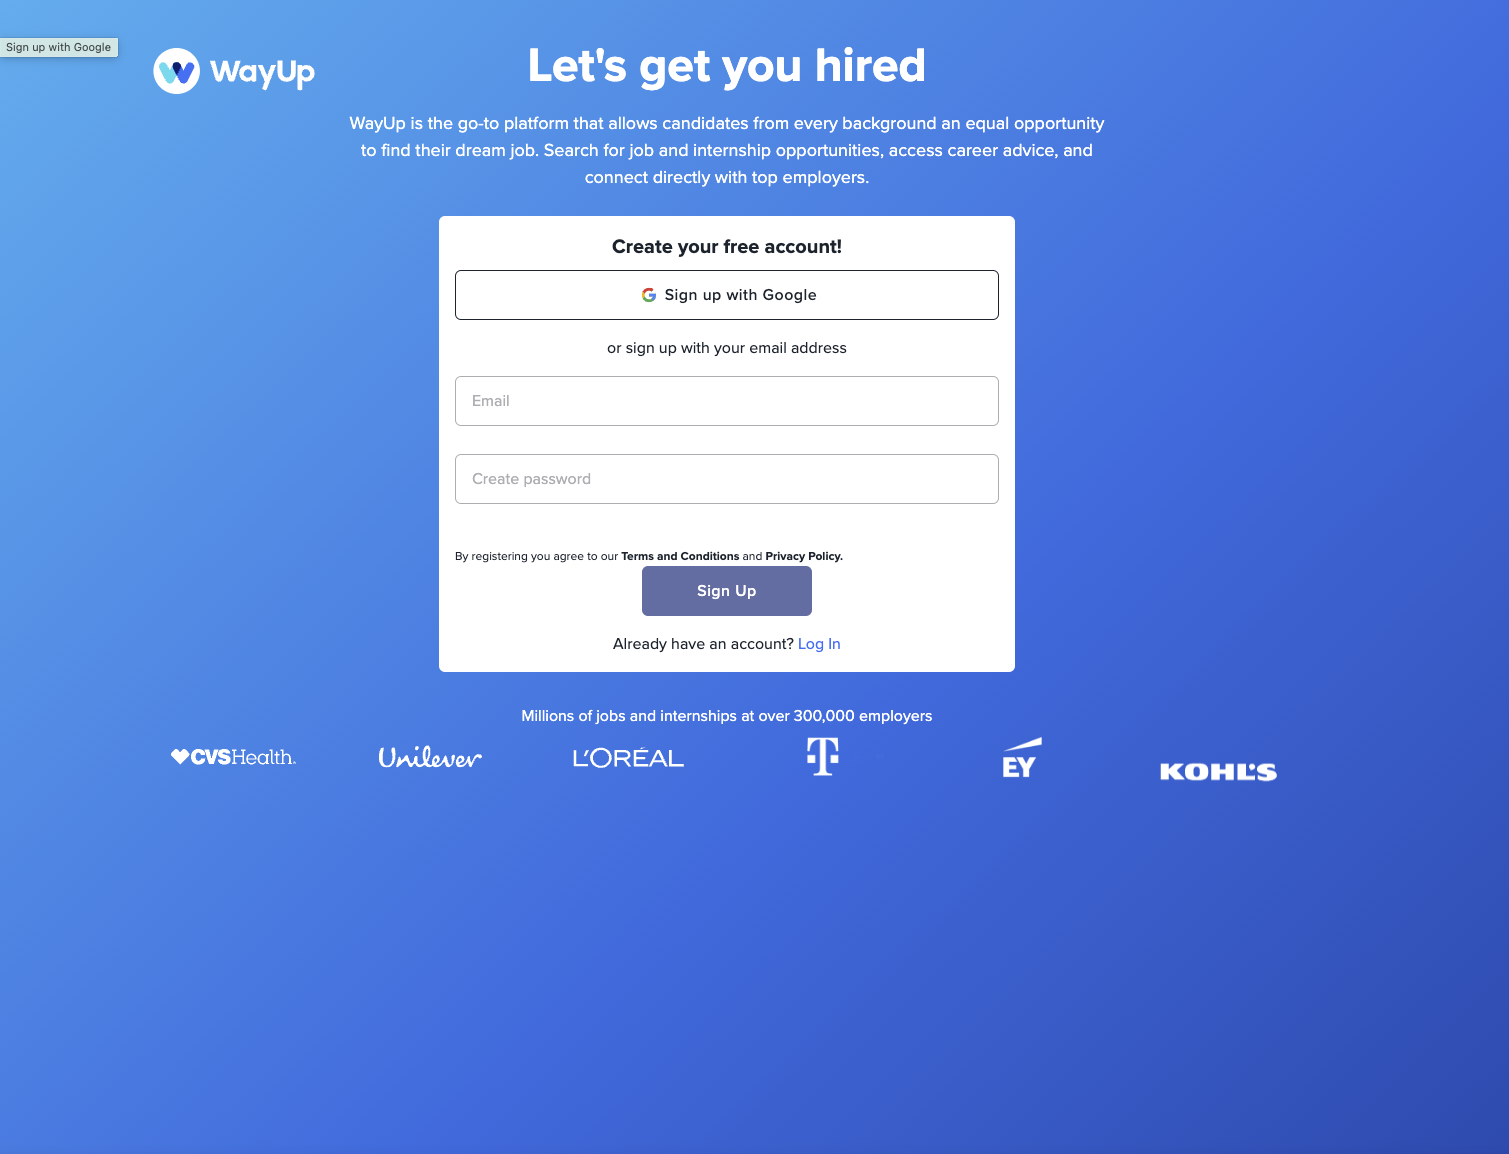 Sign up with Google
WayUp
Let's get you hired
WayUp is the go-to platform that allows candidates from every background an equal opportunity
to find their dream job. Search for job and internship opportunities, access career advice, and
connect directly with top employers.
Create your free account!
Sign up with Google
or sign up with your email address
Email
Create password
By registering you agree to our Terms and Conditions and Privacy Policy.
Sign Up
Already have an account? Log In
Millions of jobs and internships at over 300,000 employers
CVSHealth.
Unilever
L'ORÉAL
T
EY
KOHL'S